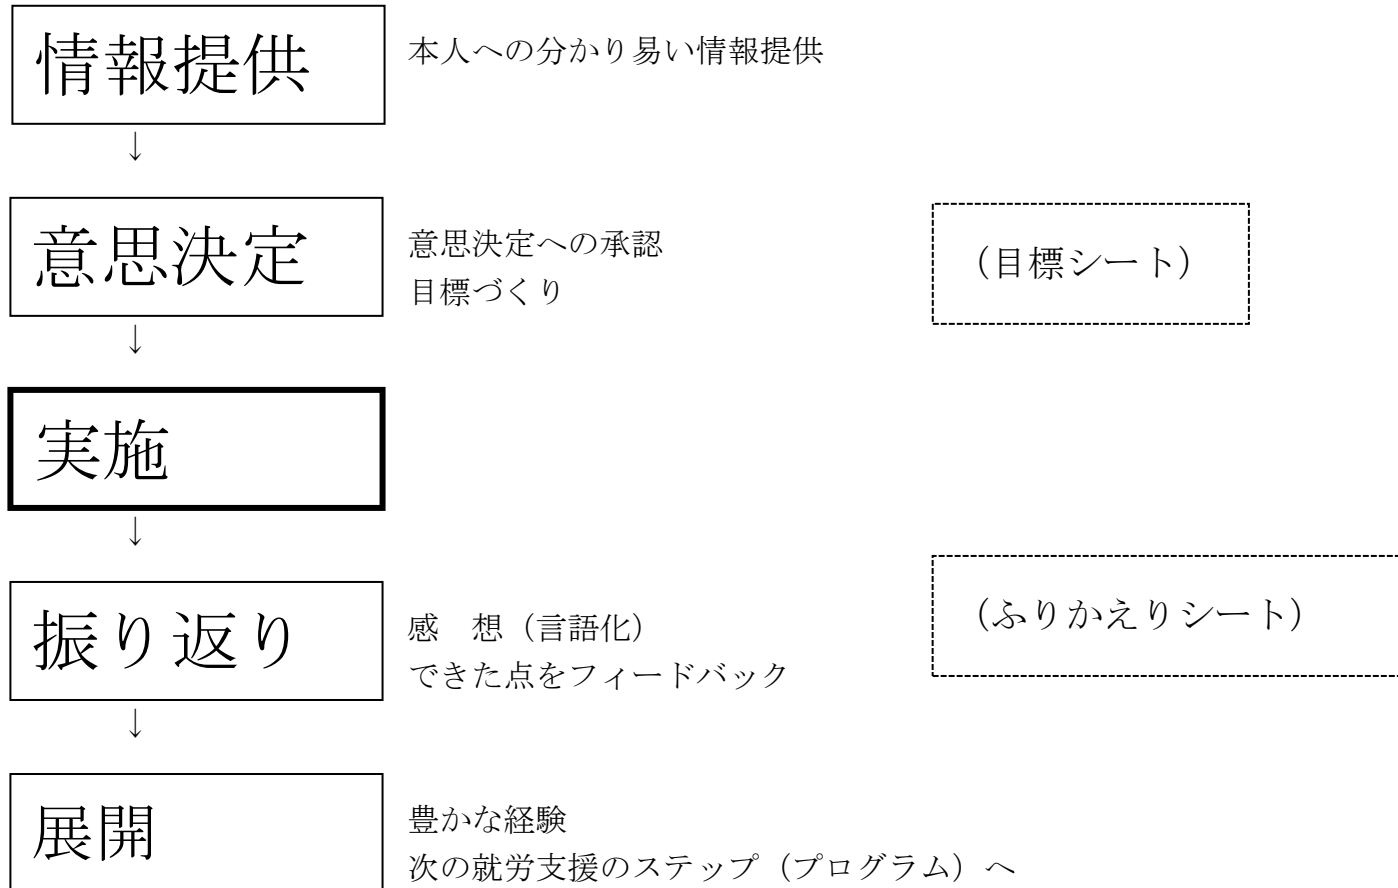 情報提供
本人への分かり易い情報提供
↓
意思決定
意思決定への承認
目標づくり
（目標シート）
↓
実施
↓
振り返り
感　想（言語化）
できた点をフィードバック
（ふりかえりシート）
↓
展開
豊かな経験
次の就労支援のステップ（プログラム）へ